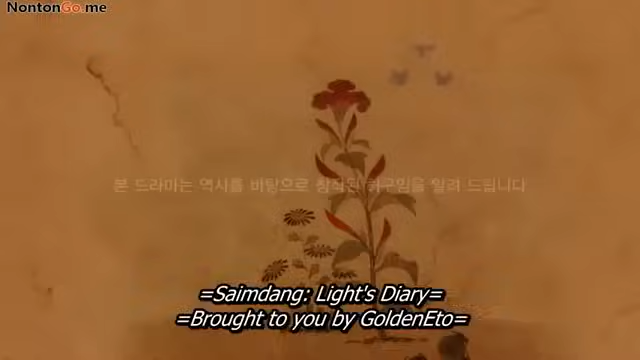 NontonGo.me
본 드라마는 역사를 바탕으로 창작된 허구임을 알려 드립니다
=Saimdang: Light's Diary=
=Brought to you by GoldenEto=